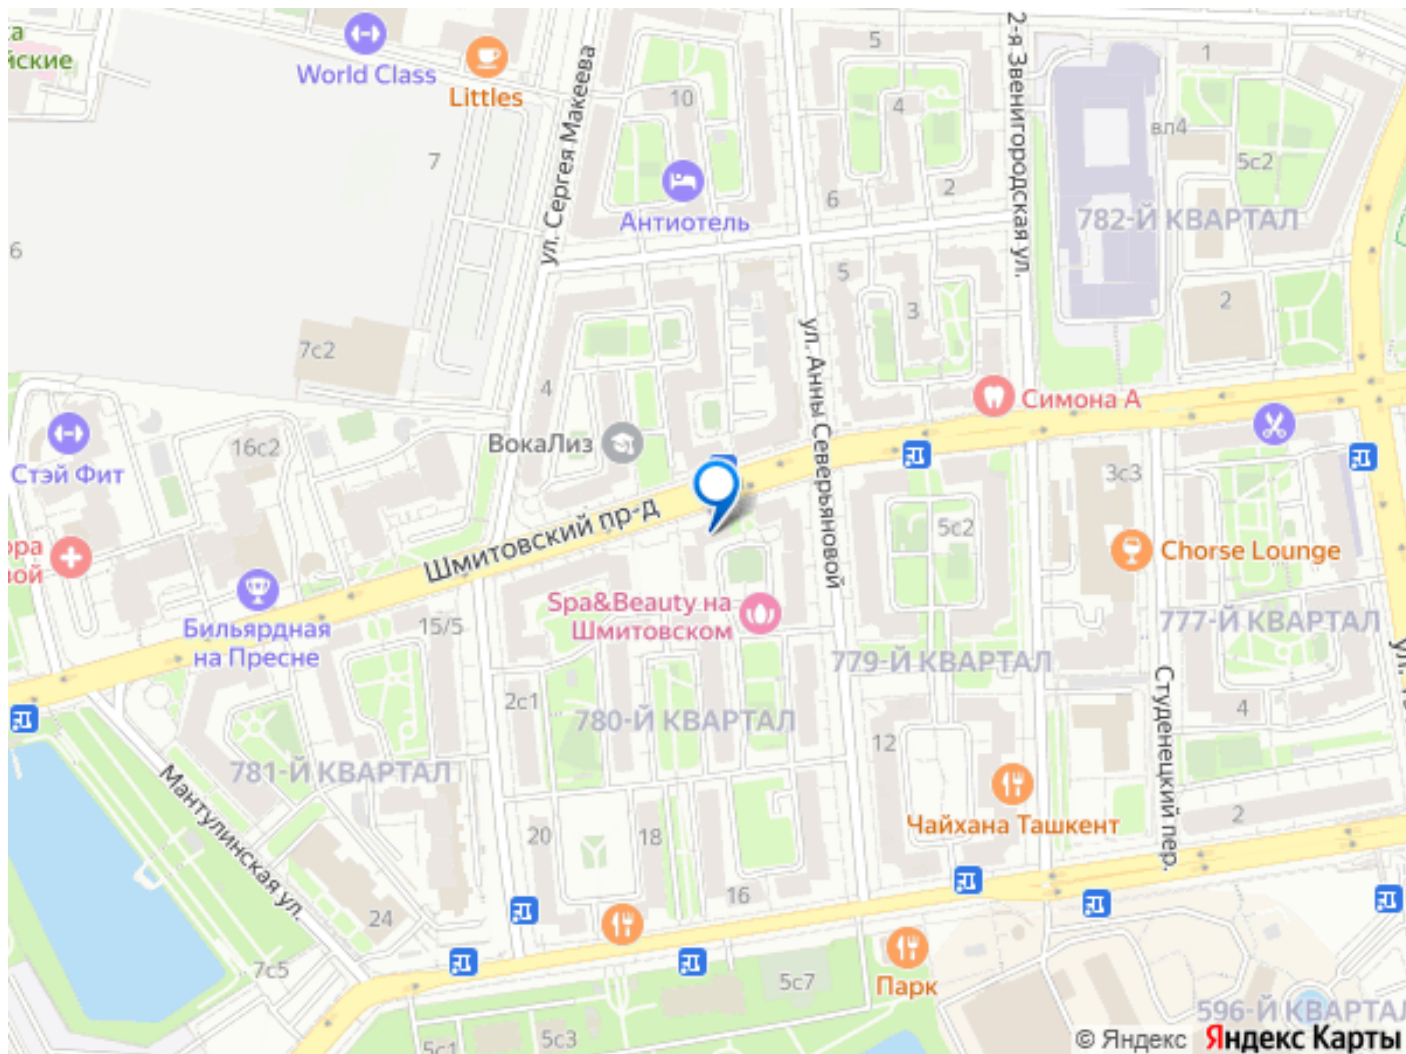 World Class
Littles
10
5
4
1
вл4
5с2
2-я Звенигородская ул.
ул. Сергея Макеева
7
6
2
Антиотель
782-Й КВАРТАЛ
6
5
3
2
7с2
4
ул. Анны Северьяновой
Симона А
ВокаЛиз
16с2
Стэй Фит
3с3
5с2
Шмитовский пр-д
Chorse Lounge
Spa&Beauty на
Шмитовском
Бильярдная
на Пресне
15/5
777-Й КВАРТАЛ
779-Й КВАРТАЛ
2с1
780-Й КВАРТАЛ
4
12
781-Й КВАРТАЛ
Студенецкий пер.
Мантулинская ул.
20
18
Чайхана Ташкент
2
16
24
7с5
5с7
Парк
5с1
5с3
596-Й КВАРТАЛ
© Яндекс Яндекс Карты